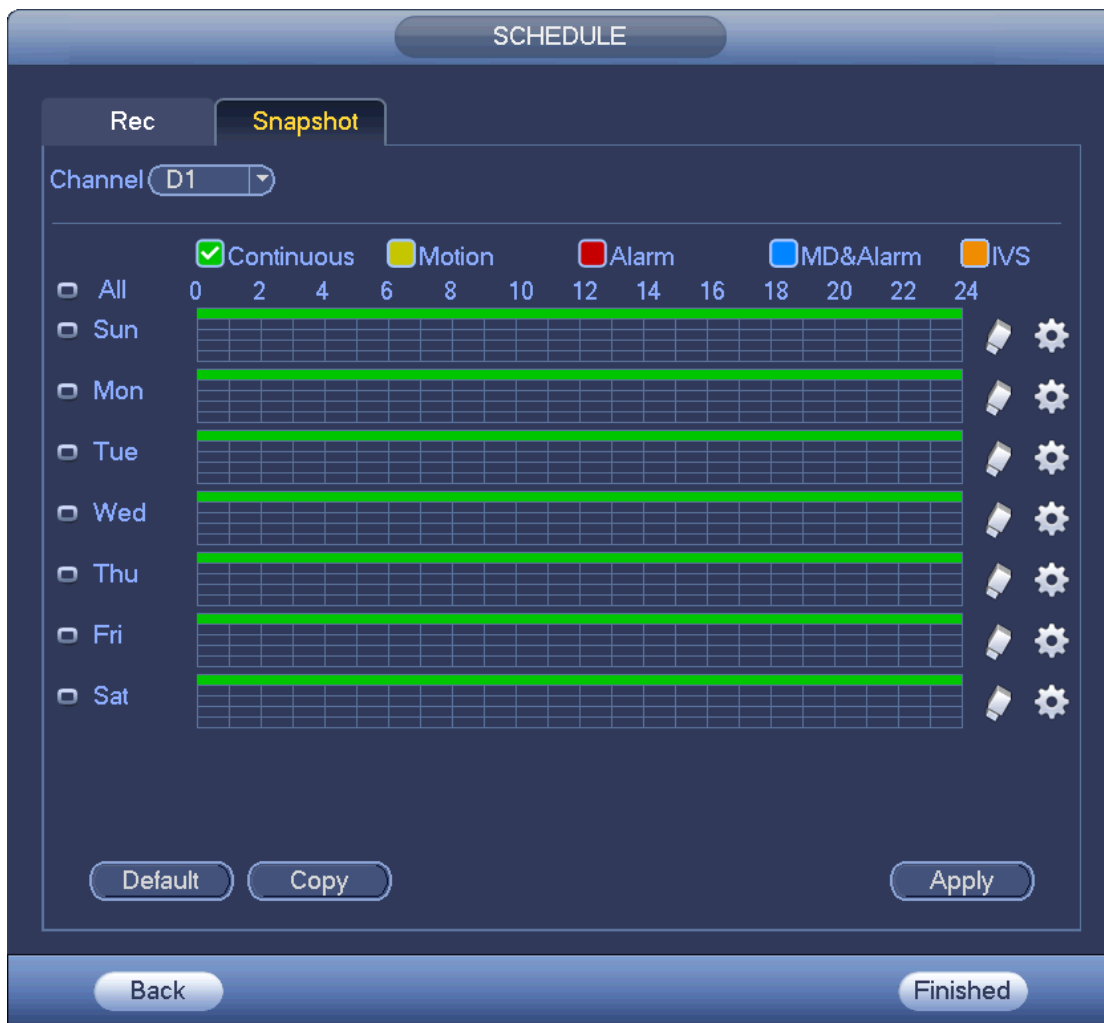 SCHEDULE
Rec Snapshot
Channel D1
Continuous Motion Alarm MD&Alarm IVS
All 0 2 4 6 8 10 12 14 16 18 20 22 24
Sun
Mon
Tue
Wed
Thu
Fri
Sat
Default Copy Apply
Back Finished